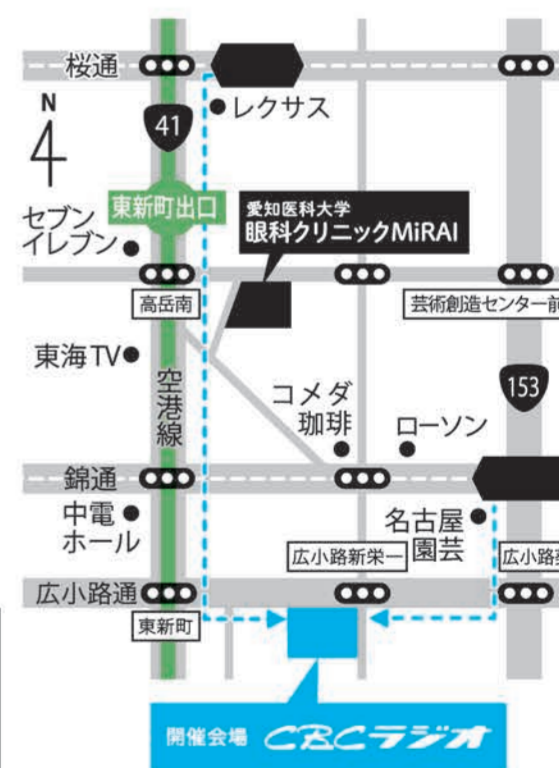 桜通
N
レクサス
41
東新町出口
愛知医科大学
眼科クリニックMiRAI
セブン
イレブン
高岳南
芸術創造センター前
東海TV
空港線
コメダ
珈琲
ローソン
153
錦通
中電
ホール
名古屋
園芸
広小路新栄一
広小路
広小路通
東新町
開催会場 CBCラジオ